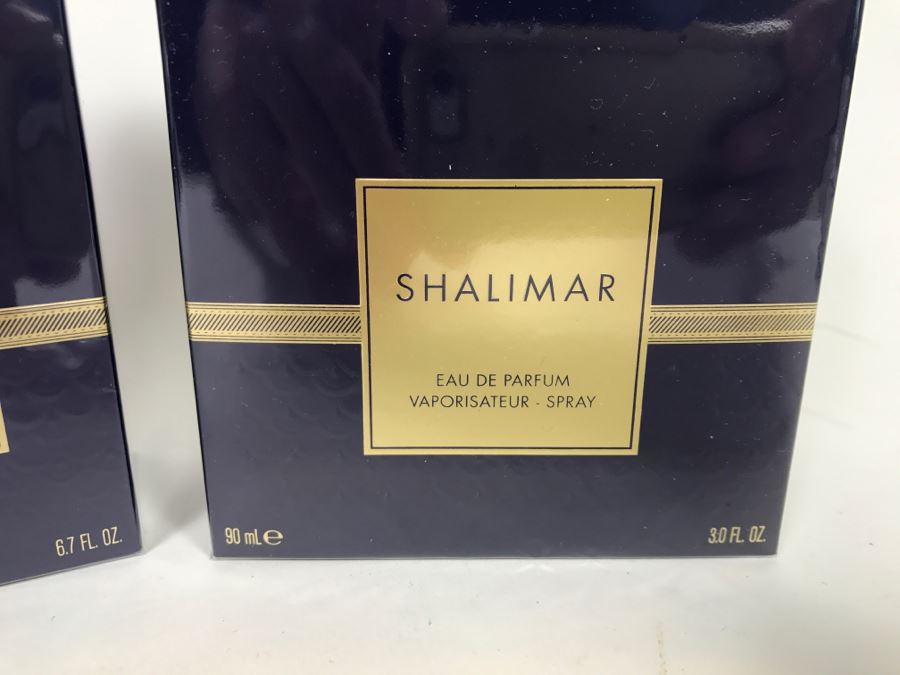 SHALIMAR
EAU DE PARFUM
VAPORISATEUR - SPRAY
90 mL e
3.0 FL. OZ.
6.7 FL. OZ.